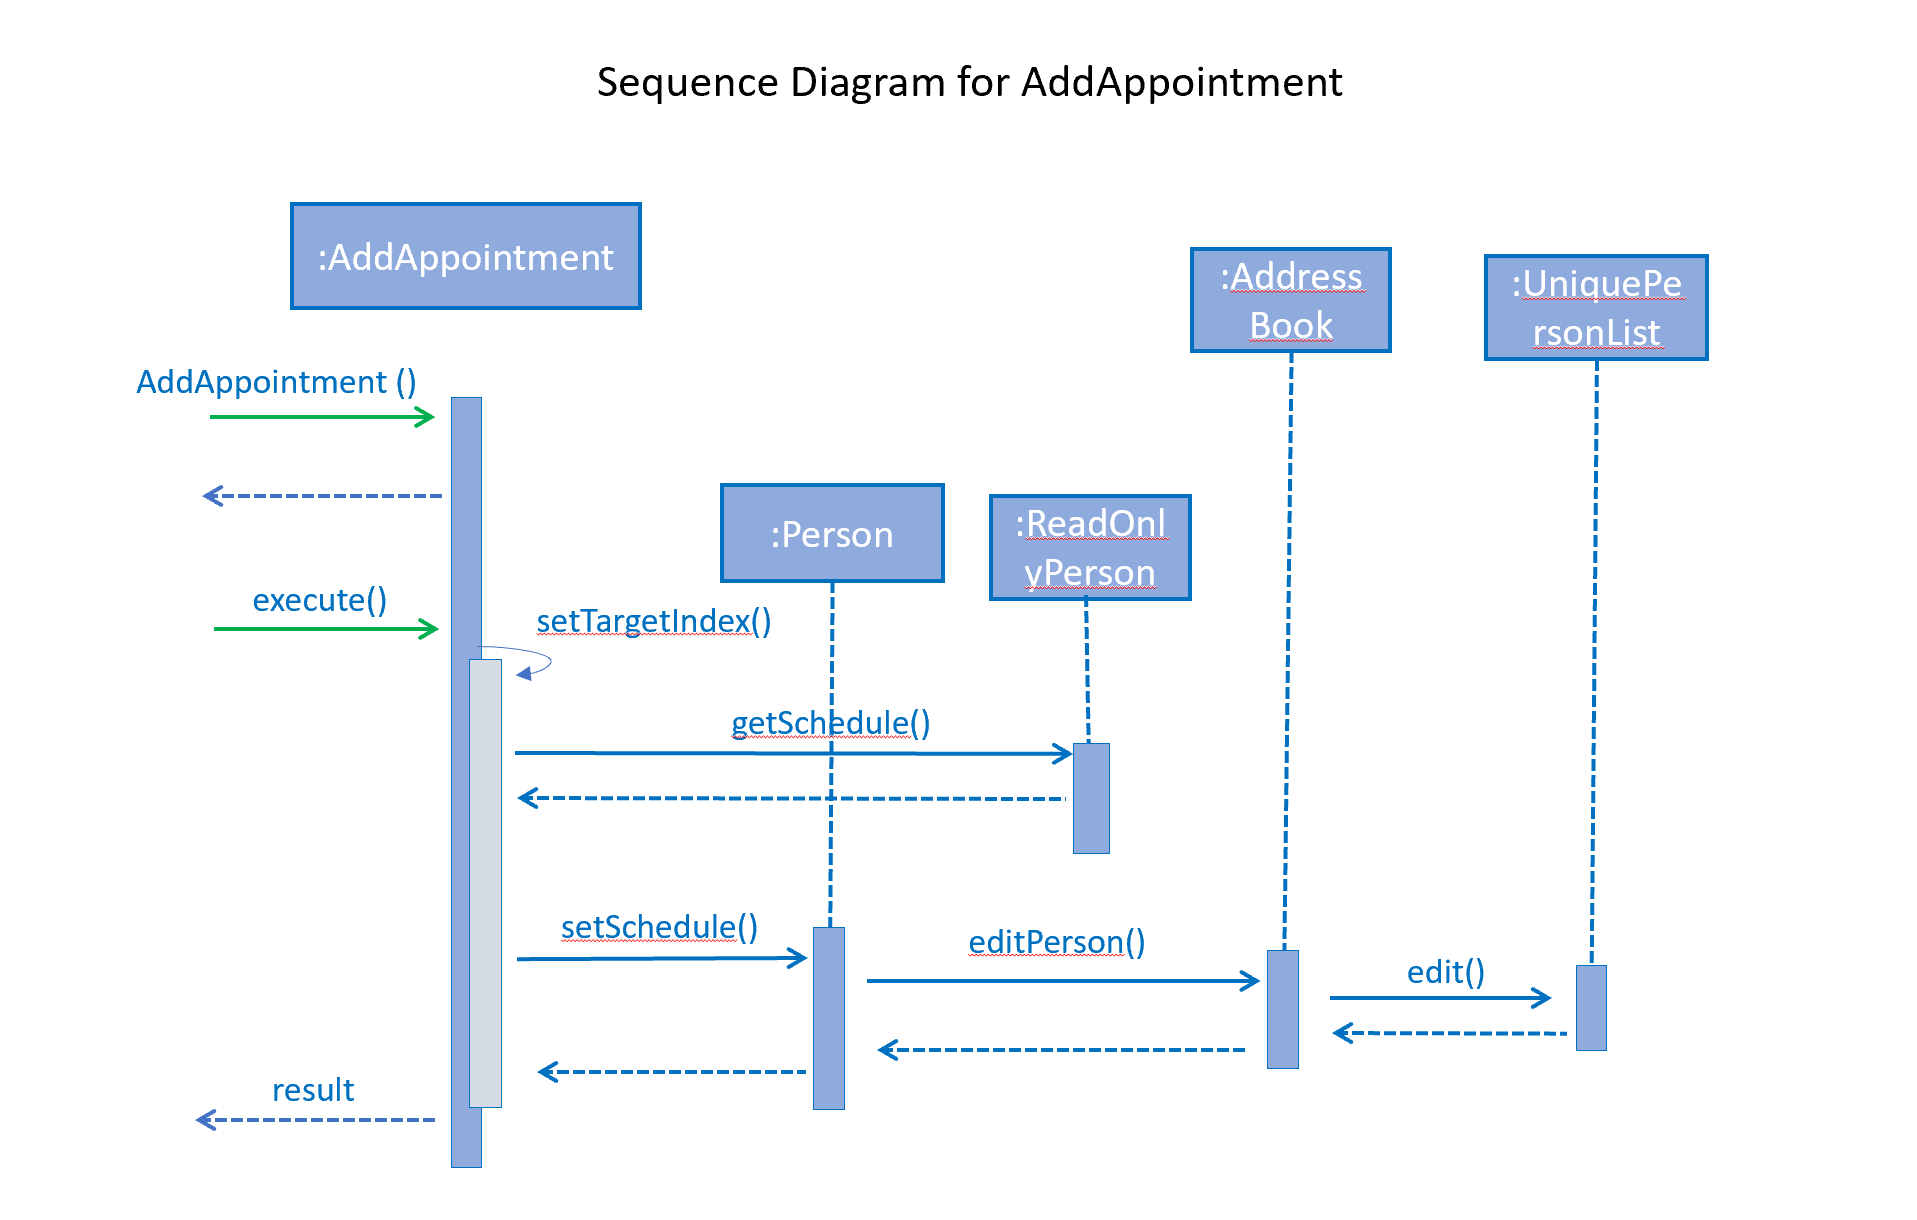 Sequence Diagram for AddAppointment
:AddAppointment
:Address
Book
:UniquePe
rsonList
AddAppointment ()
:Person
:ReadOnl
yPerson
execute()
setTargetIndex()
getSchedule()
setSchedule()
editPerson()
edit()
result